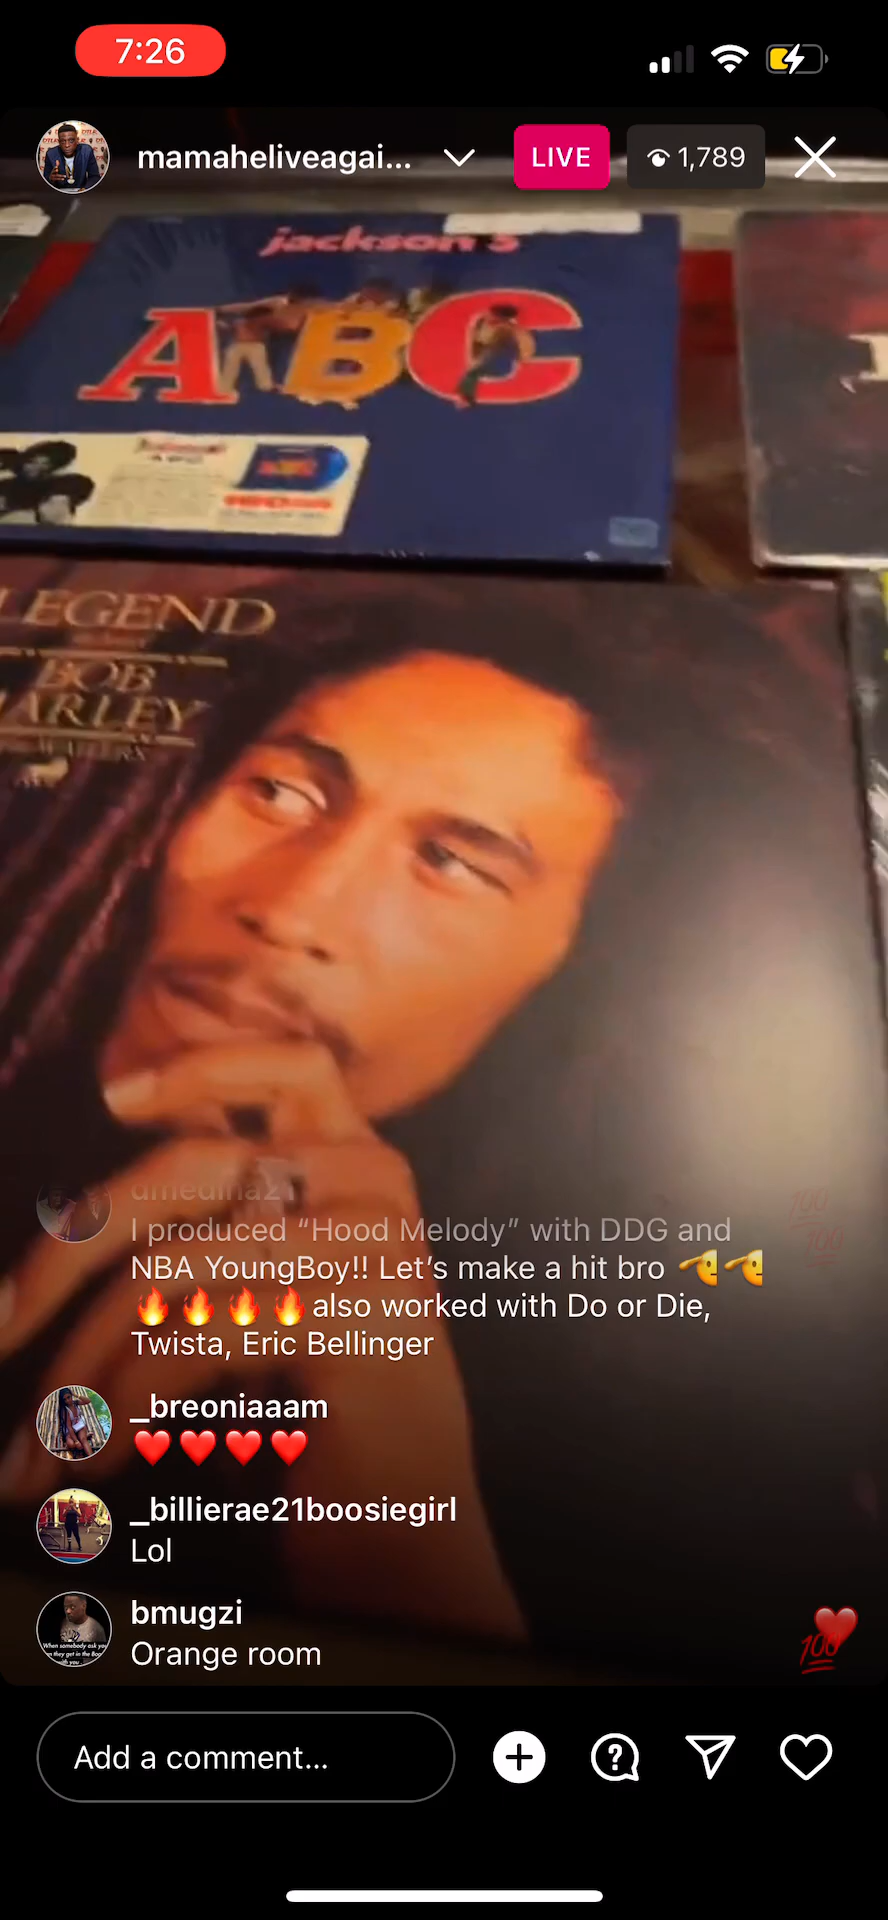 7:26
mamaheliveagai...
LIVE
1,789
jackson 5
ABC
LEGEND
BOB
MARLEY
dmedina21
I produced “Hood Melody” with DDG and
NBA YoungBoy!! Let’s make a hit bro 🫡🫡
🔥🔥🔥🔥also worked with Do or Die,
Twista, Eric Bellinger
_breoniaaam
❤️❤️❤️❤️
_billierae21boosiegirl
Lol
bmugzi
Orange room
Add a comment...